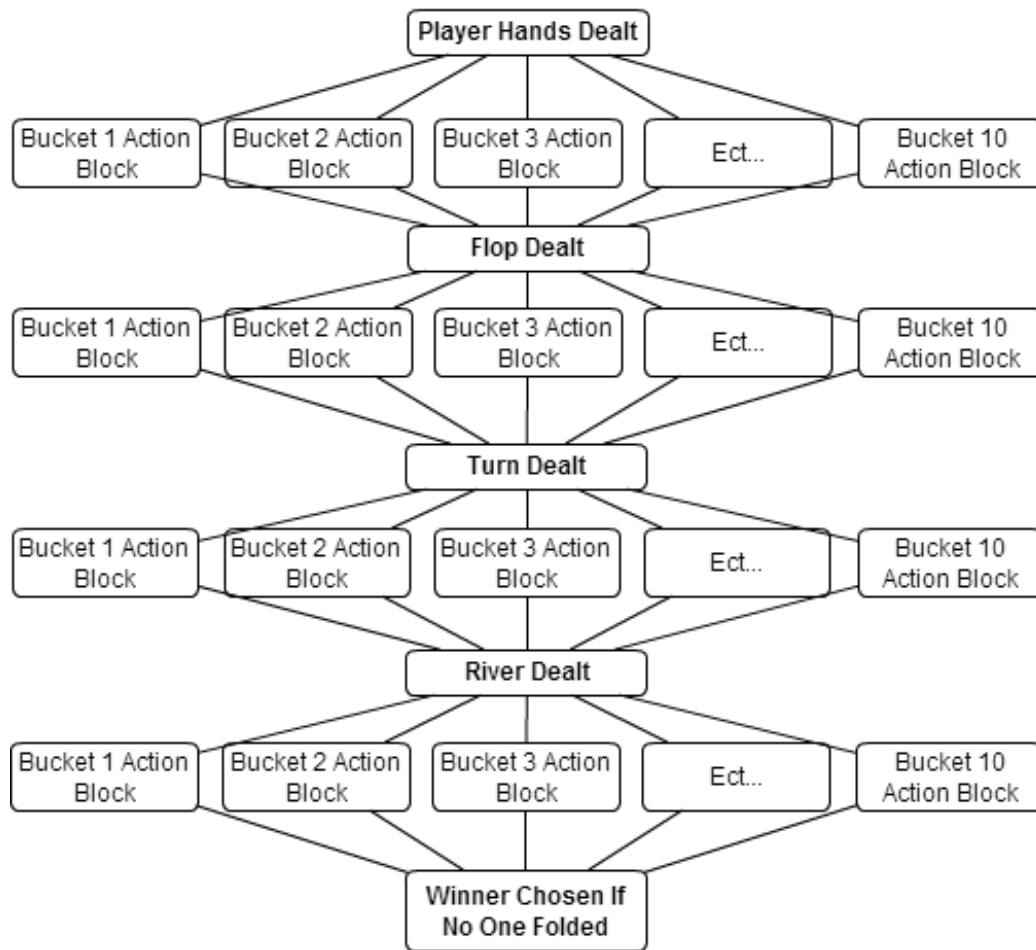 Player Hands Dealt
Bucket 1 Action
Block
Bucket 2 Action
Block
Bucket 3 Action
Block
Ect...
Bucket 10
Action Block
Flop Dealt
Bucket 1 Action
Block
Bucket 2 Action
Block
Bucket 3 Action
Block
Ect...
Bucket 10
Action Block
Turn Dealt
Bucket 1 Action
Block
Bucket 2 Action
Block
Bucket 3 Action
Block
Ect...
Bucket 10
Action Block
River Dealt
Bucket 1 Action
Block
Bucket 2 Action
Block
Bucket 3 Action
Block
Ect...
Bucket 10
Action Block
Winner Chosen If
No One Folded